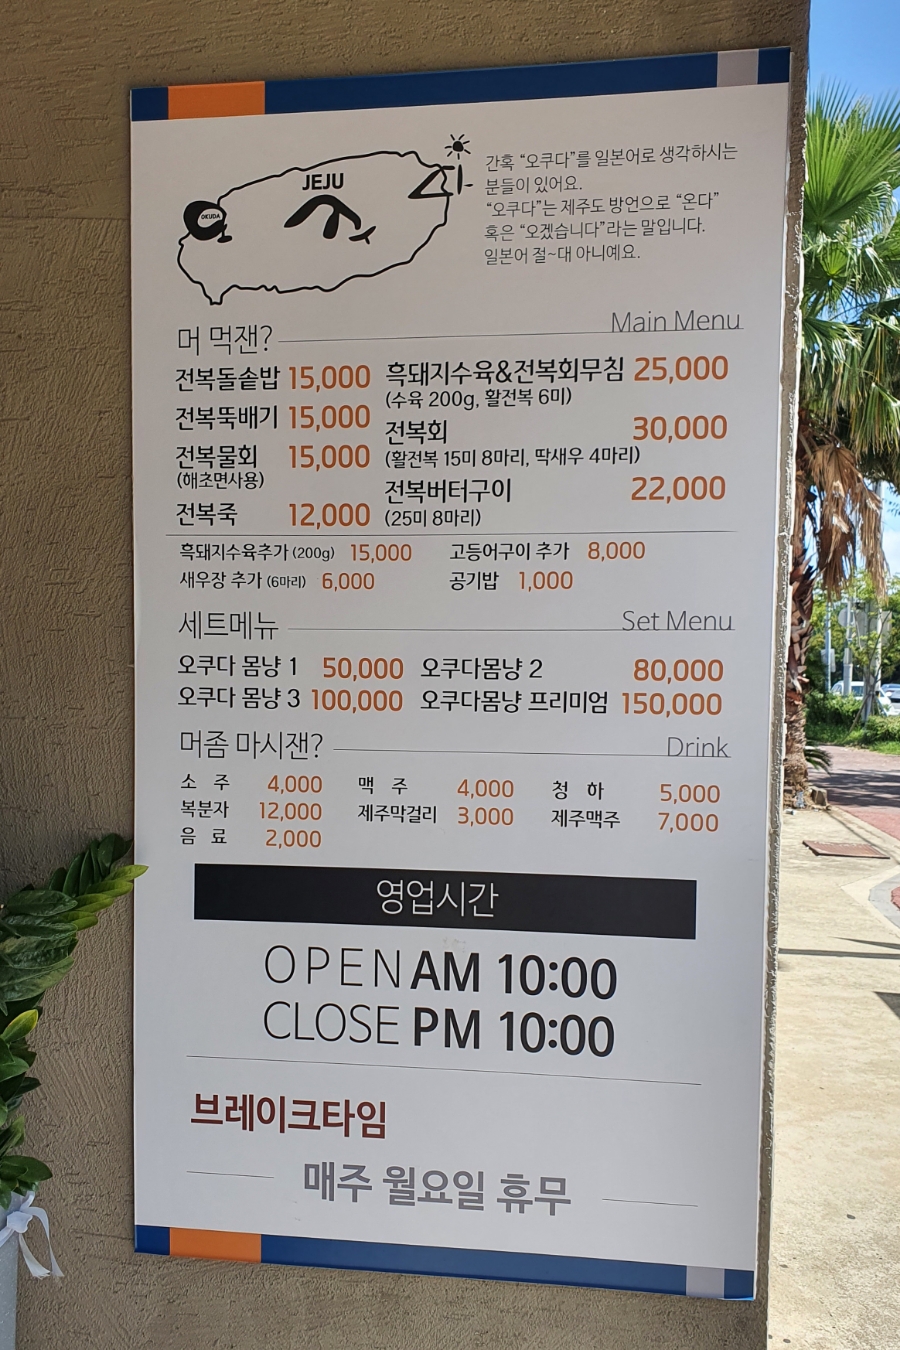 JEJU
OKUDA
간혹 “오쿠다”를 일본어로 생각하시는
분들이 있어요.
“오쿠다”는 제주도 방언으로 “온다”
혹은 “오겠습니다”라는 말입니다.
일본어 절~대 아니예요.
머 먹잰? Main Menu
전복돌솥밥 15,000 흑돼지수육&전복회무침 25,000
(수육 200g, 활전복 6미)
전복뚝배기 15,000
전복회 30,000
전복물회 15,000 (활전복 15미 8마리, 딱새우 4마리)
(해초면사용)
전복버터구이 22,000
전복죽 12,000 (25미 8마리)
흑돼지수육추가 (200g) 15,000 고등어구이 추가 8,000
새우장 추가 (6마리) 6,000 공기밥 1,000
세트메뉴 Set Menu
오쿠다 몸냥 1 50,000 오쿠다몸냥 2 80,000
오쿠다 몸냥 3 100,000 오쿠다몸냥 프리미엄 150,000
머좀 마시잰? Drink
소 주 4,000 맥 주 4,000 청 하 5,000
복분자 12,000 제주막걸리 3,000 제주맥주 7,000
음 료 2,000
영업시간
OPEN AM 10:00
CLOSE PM 10:00
브레이크타임
매주 월요일 휴무